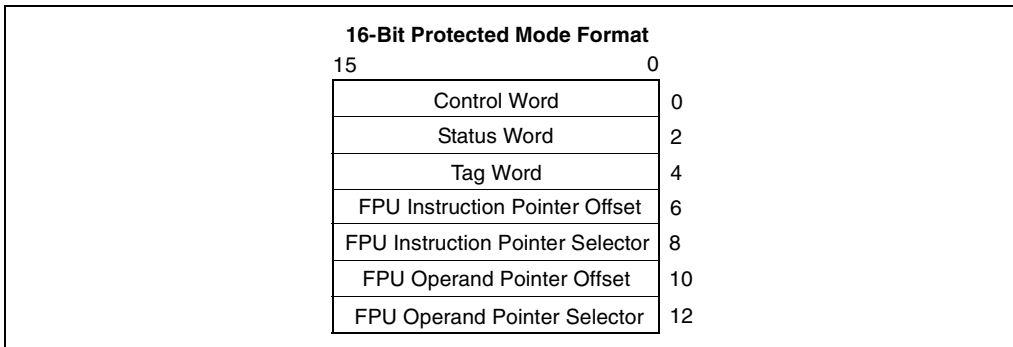 16-Bit Protected Mode Format
15 0
Control Word 0
Status Word 2
Tag Word 4
FPU Instruction Pointer Offset 6
FPU Instruction Pointer Selector 8
FPU Operand Pointer Offset 10
FPU Operand Pointer Selector 12